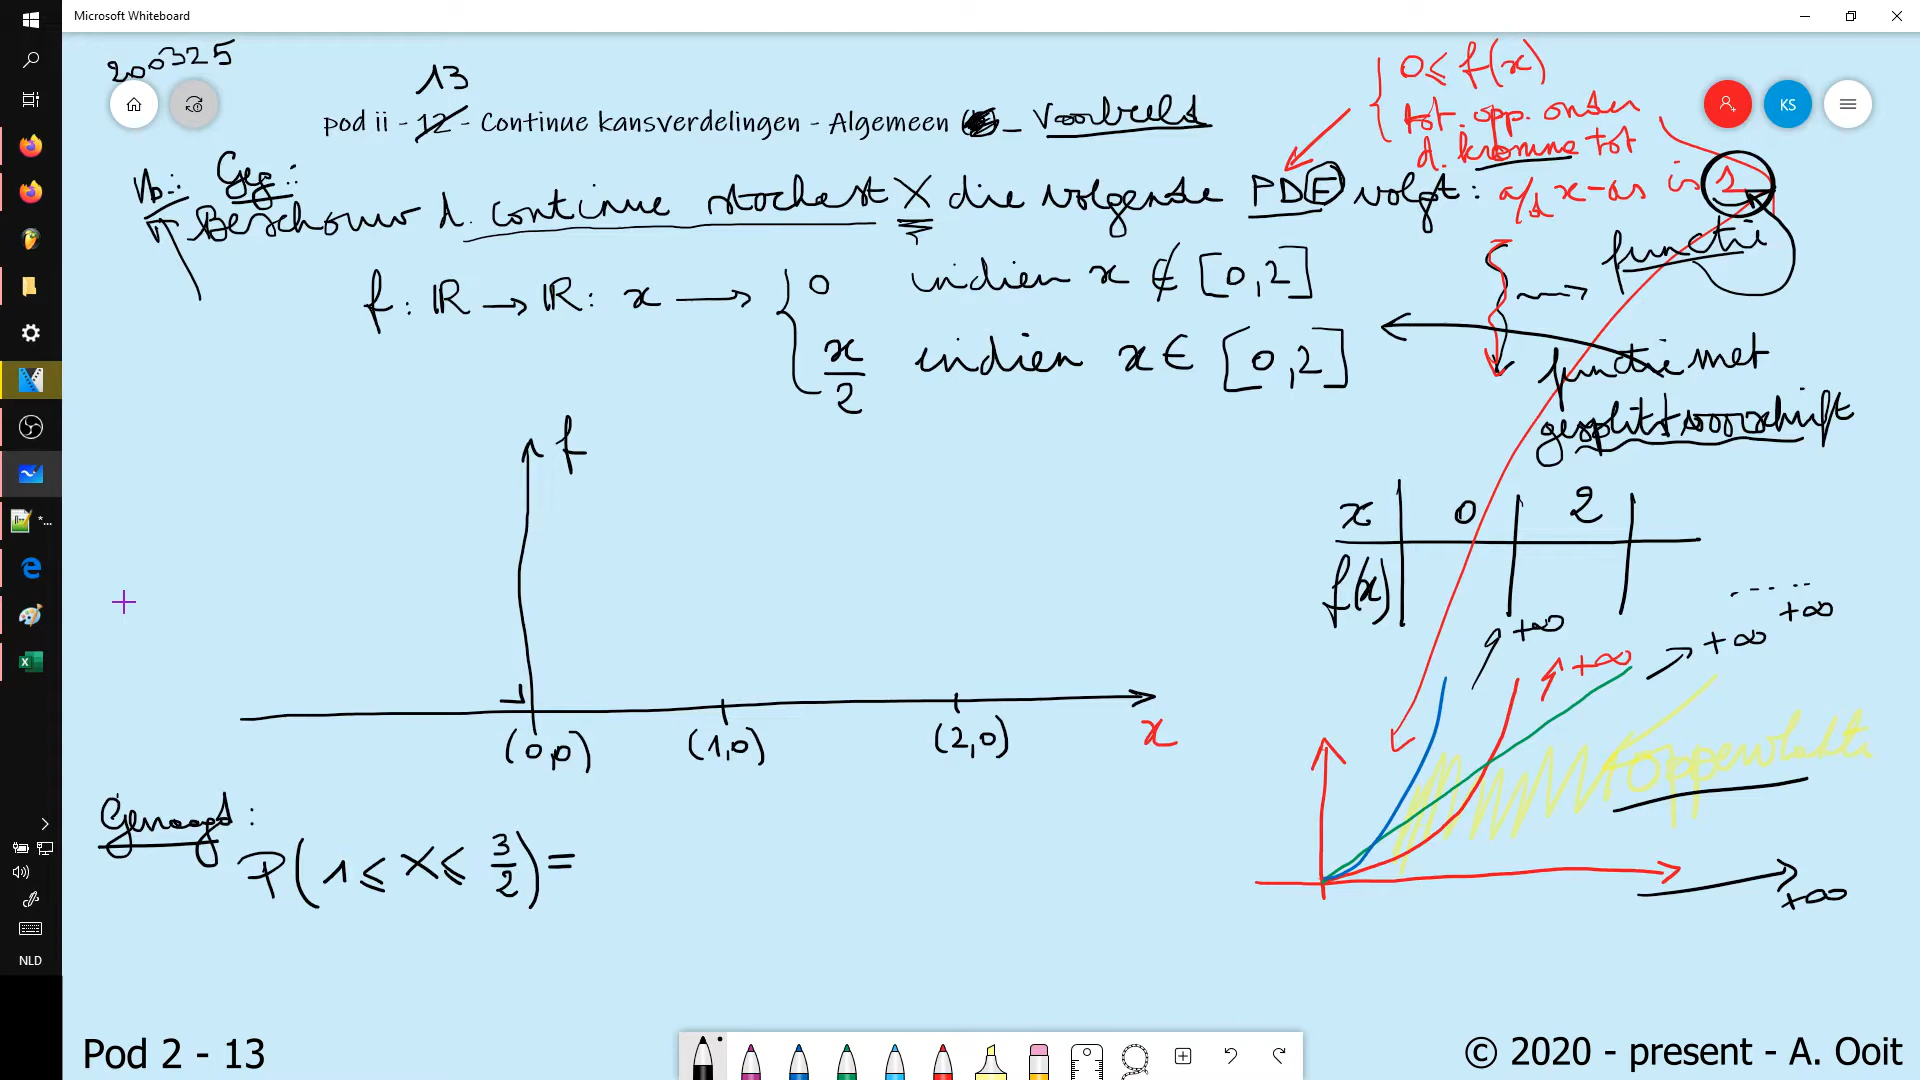 Microsoft Whiteboard
200325
13
pod ii - 12 - Continue kansverdelingen - Algemeen - Voorbeeld
0 ≤ f(x)
tot. opp. onder
d. kromme tot
a/d x-as is 1
KS
Vb.: Geg.:
Beschouw d. continue stochast X die volgende PDF volgt:
functie
f: ℝ → ℝ: x → { 0 indien x ∉ [0,2]
x/2 indien x ∈ [0,2]
functie met
gesplitst voorschrift
f
x 0 2
f(x)
+∞
+∞
+∞
+∞
(0,0) (1,0) (2,0) x
oppervlakte
Gevraagd:
P(1 ≤ X ≤ 3/2) =
+∞
NLD
Pod 2 - 13
© 2020 - present - A. Ooit